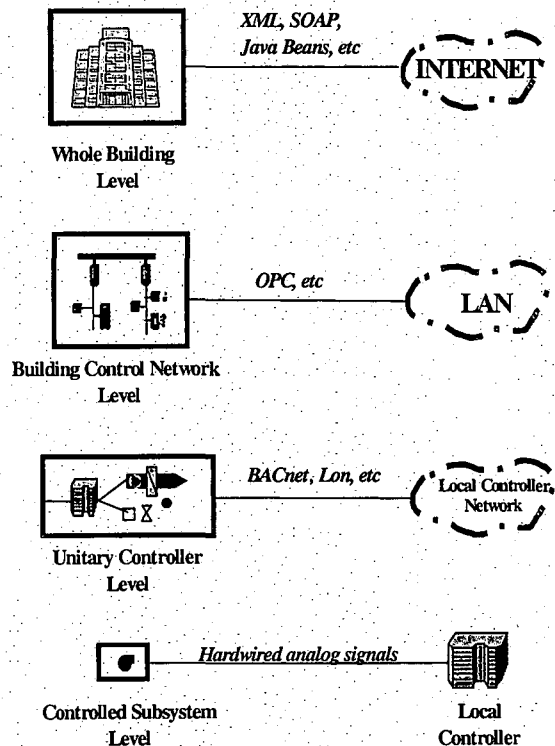 XML, SOAP,
Java Beans, etc
INTERNET
Whole Building
Level
OPC, etc
LAN
Building Control Network
Level
BACnet, Lon, etc
Local Controller
Network
Unitary Controller
Level
Hardwired analog signals
Controlled Subsystem
Level
Local
Controller